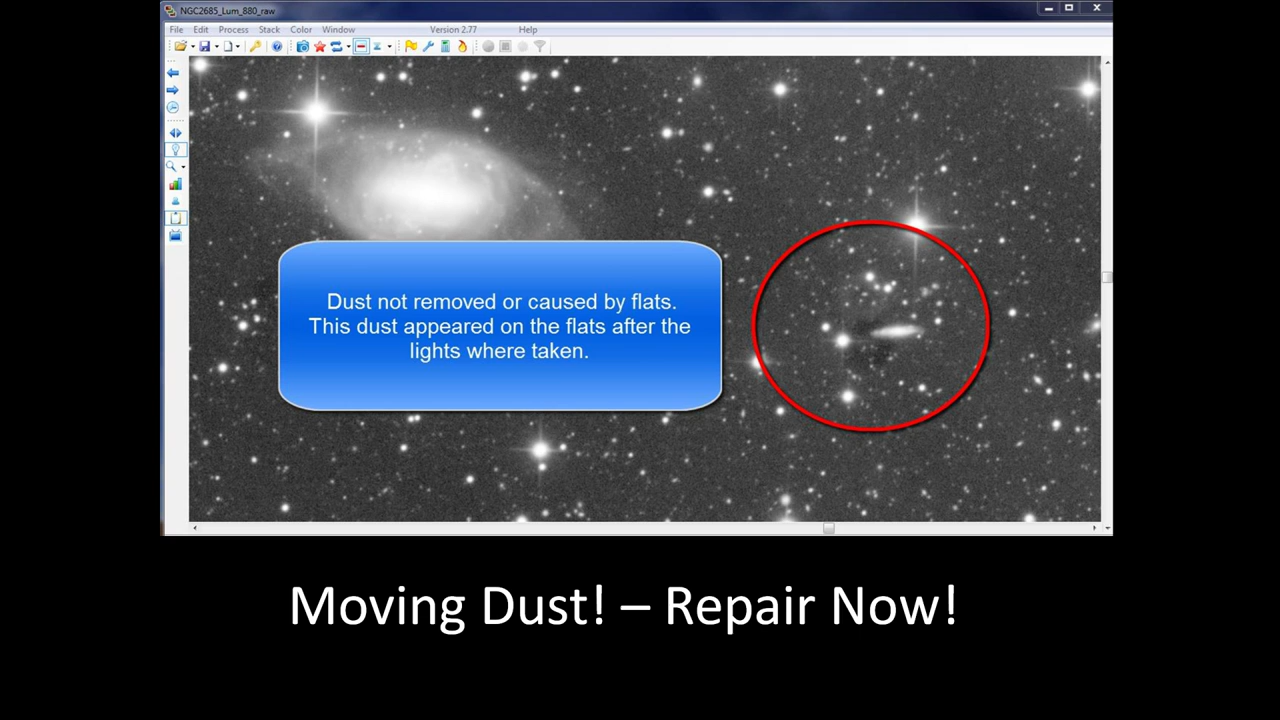 NGC2685_Lum_880_raw
File Edit Process Stack Color Window Version 2.77 Help
Dust not removed or caused by flats.
This dust appeared on the flats after the
lights where taken.
Moving Dust! – Repair Now!